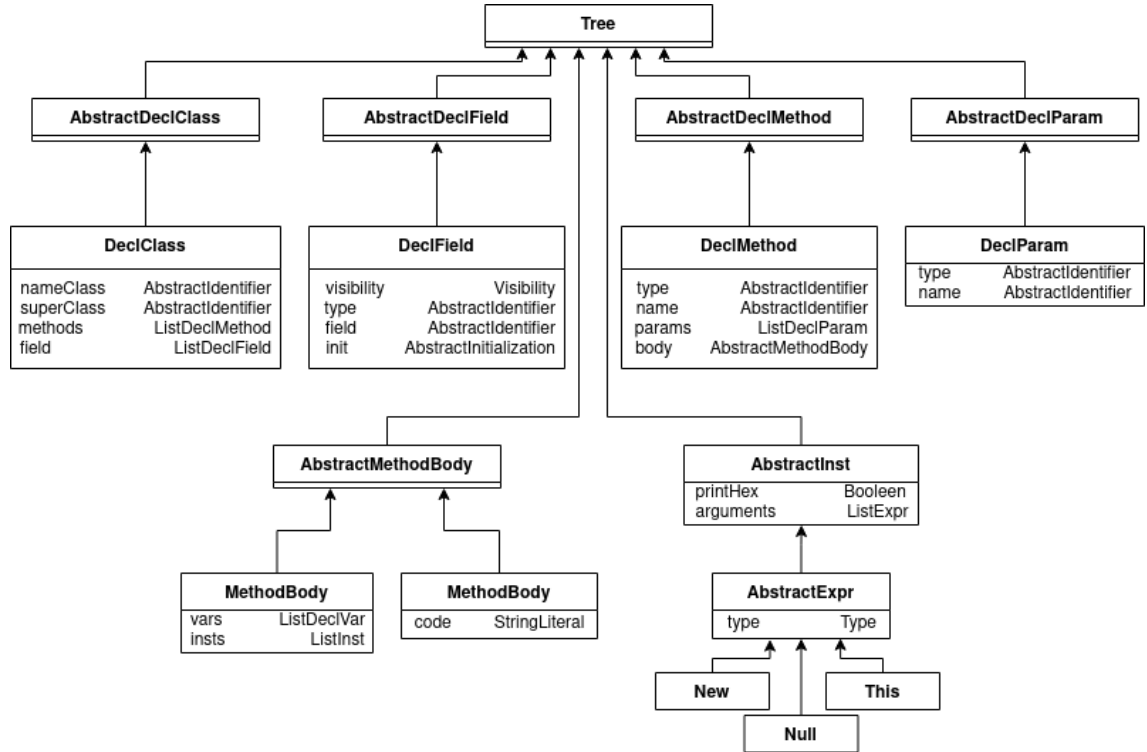 Tree
AbstractDeclClass
AbstractDeclField
AbstractDeclMethod
AbstractDeclParam
DeclClass
nameClass AbstractIdentifier
superClass AbstractIdentifier
methods ListDeclMethod
field ListDeclField
DeclField
visibility Visibility
type AbstractIdentifier
field AbstractIdentifier
init AbstractInitialization
DeclMethod
type AbstractIdentifier
name AbstractIdentifier
params ListDeclParam
body AbstractMethodBody
DeclParam
type AbstractIdentifier
name AbstractIdentifier
AbstractMethodBody
AbstractInst
printHex Booleen
arguments ListExpr
MethodBody
vars ListDeclVar
insts ListInst
MethodBody
code StringLiteral
AbstractExpr
type Type
New
This
Null